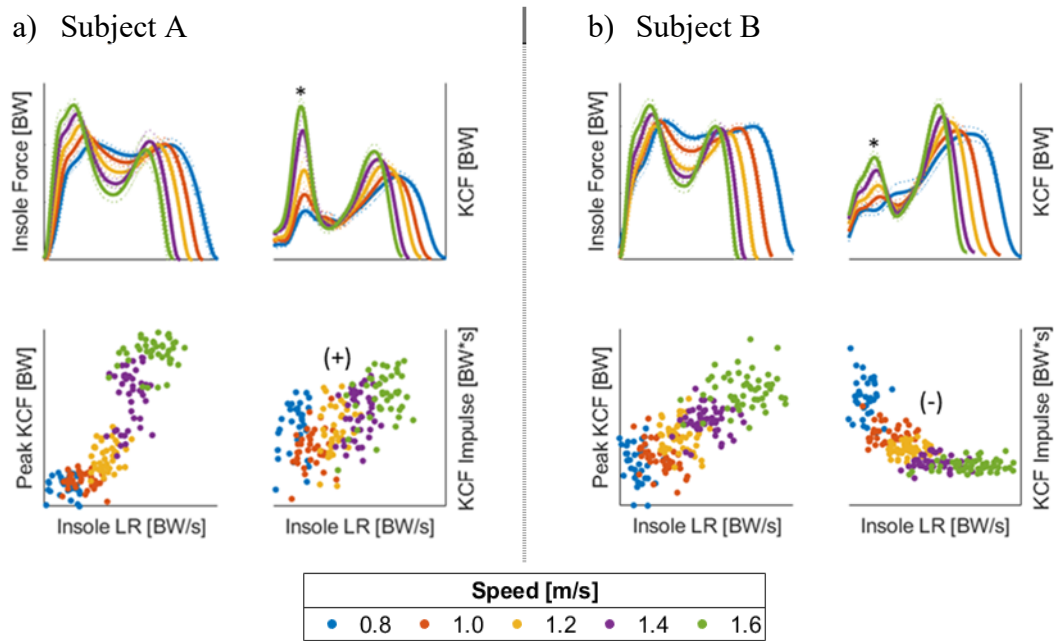 a) Subject A
b) Subject B
Insole Force [BW]
*
KCF [BW]
Insole Force [BW]
*
KCF [BW]
Peak KCF [BW]
(+)
KCF Impulse [BW*s]
Peak KCF [BW]
(-)
KCF Impulse [BW*s]
Insole LR [BW/s]
Insole LR [BW/s]
Insole LR [BW/s]
Insole LR [BW/s]
Speed [m/s]
0.8 1.0 1.2 1.4 1.6